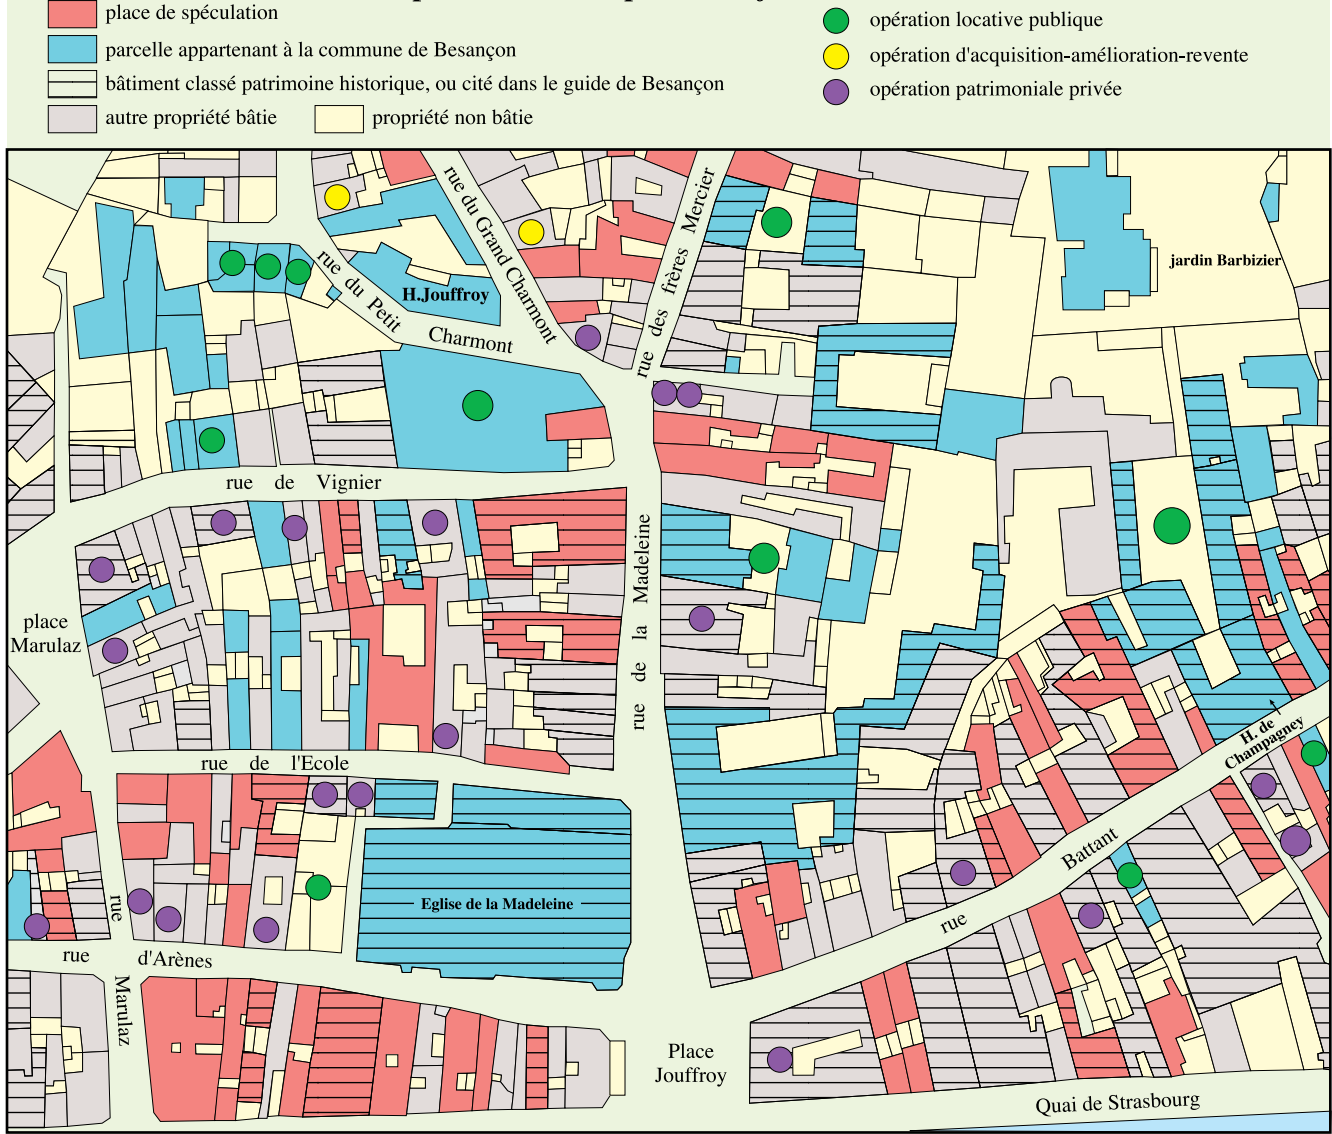 place de spéculation
parcelle appartenant à la commune de Besançon
bâtiment classé patrimoine historique, ou cité dans le guide de Besançon
autre propriété bâtie
propriété non bâtie
opération locative publique
opération d'acquisition-amélioration-revente
opération patrimoniale privée
rue du Grand Charmont
rue des frères Mercier
jardin Barbizier
rue du Petit
Charmont
H.Jouffroy
rue de Vignier
place
Marulaz
rue de la Madeleine
rue de l'Ecole
H. de
Champagney
Battant
rue
Eglise de la Madeleine
rue
Marulaz
rue d'Arènes
Place
Jouffroy
Quai de Strasbourg